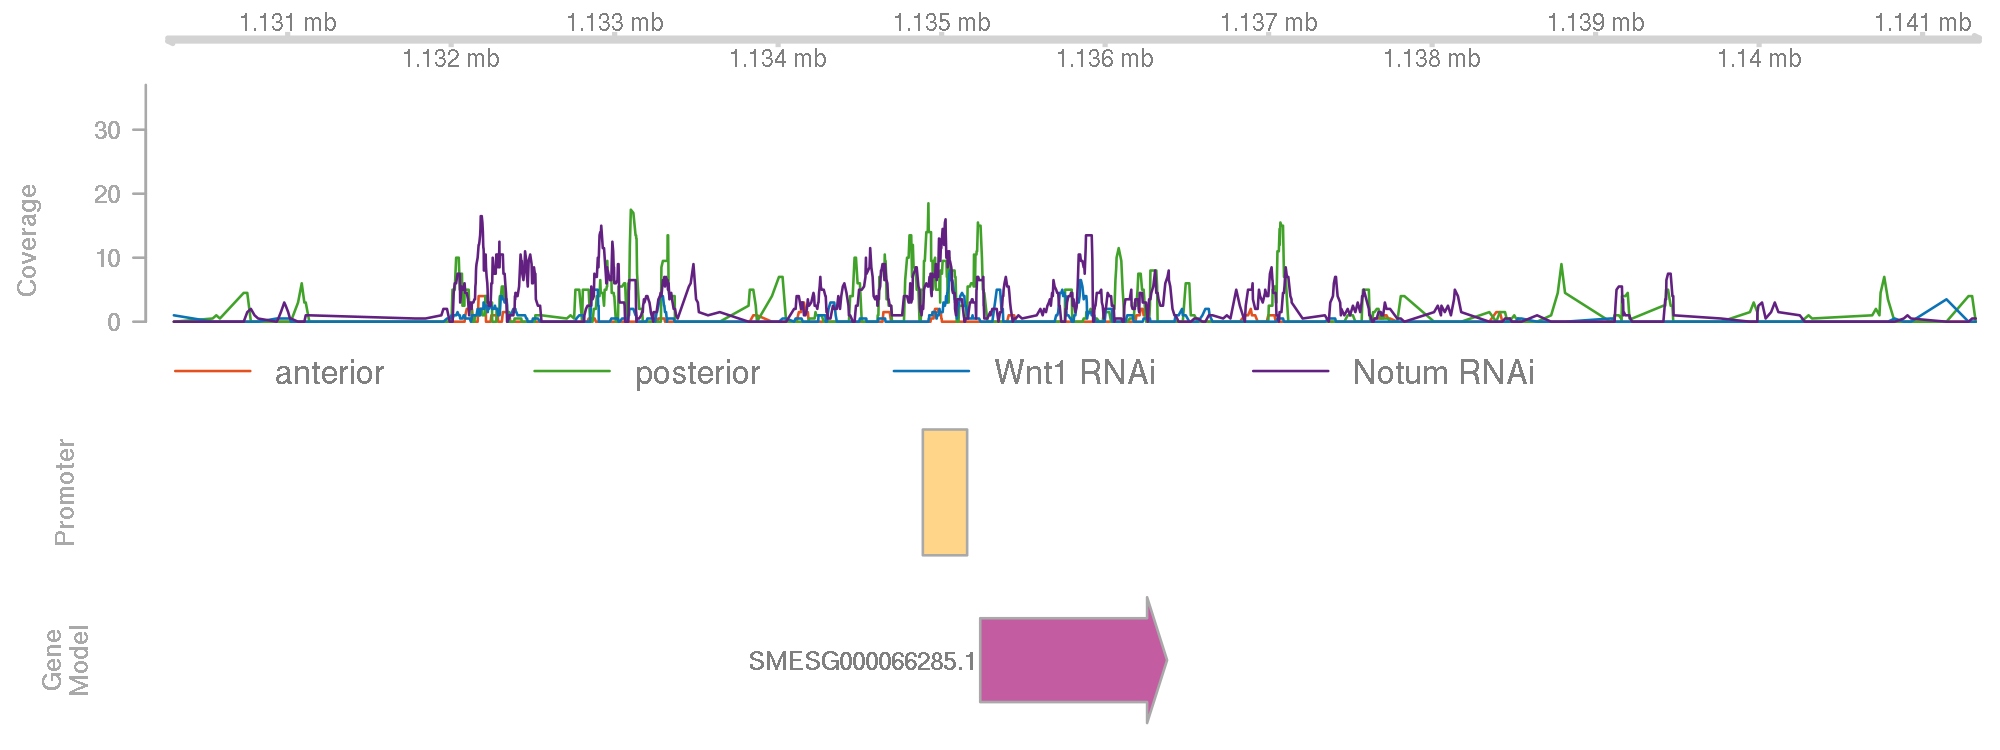 1.131 mb 1.133 mb 1.135 mb 1.137 mb 1.139 mb 1.141 mb
1.132 mb 1.134 mb 1.136 mb 1.138 mb 1.14 mb
Coverage
30
20
10
0
anterior posterior Wnt1 RNAi Notum RNAi
Promoter
Gene
Model
SMESG000066285.1